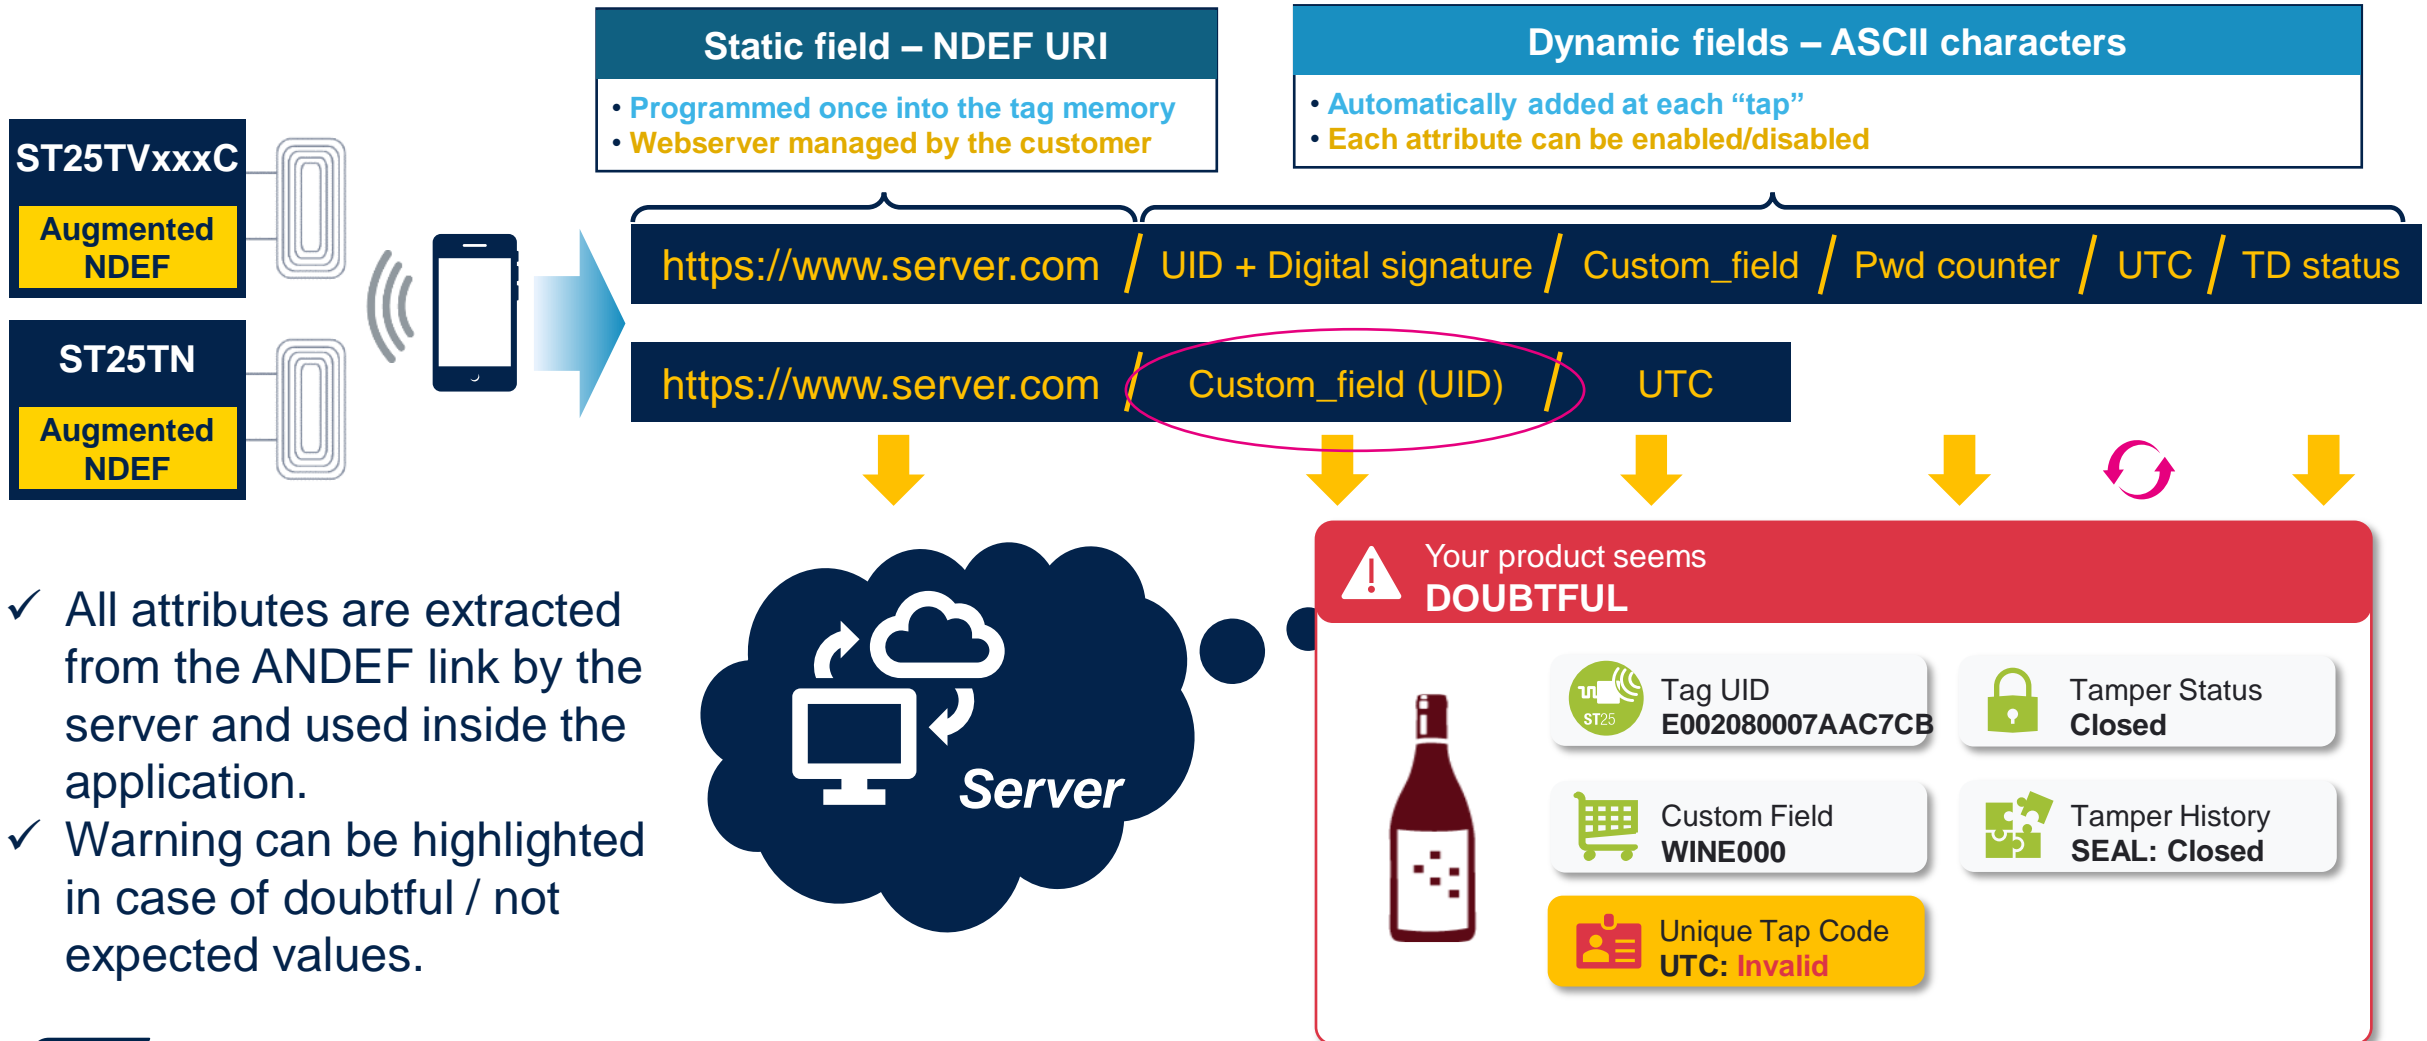 Static field – NDEF URI
• Programmed once into the tag memory
• Webserver managed by the customer
Dynamic fields – ASCII characters
• Automatically added at each “tap”
• Each attribute can be enabled/disabled
ST25TVxxxC
Augmented
NDEF
ST25TN
Augmented
NDEF
https://www.server.com / UID + Digital signature / Custom_field / Pwd counter / UTC / TD status
https://www.server.com / Custom_field (UID) / UTC
✓ All attributes are extracted
from the ANDEF link by the
server and used inside the
application.
✓ Warning can be highlighted
in case of doubtful / not
expected values.
Server
Your product seems
DOUBTFUL
ST25
Tag UID
E002080007AAC7CB
Tamper Status
Closed
Custom Field
WINE000
Tamper History
SEAL: Closed
Unique Tap Code
UTC: Invalid